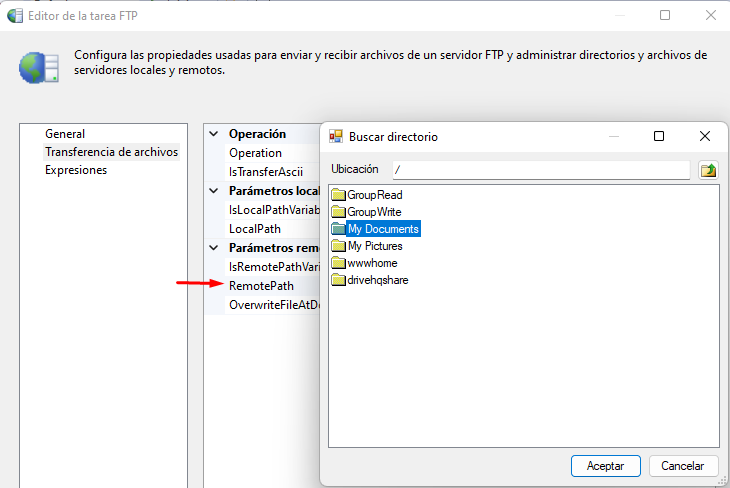 Editor de la tarea FTP
Configura las propiedades usadas para enviar y recibir archivos de un servidor FTP y administrar directorios y archivos de
servidores locales y remotos.
General
Transferencia de archivos
Expresiones
Operación
Operation
IsTransferAscii
Parámetros local
IsLocalPathVariab
LocalPath
Parámetros remo
IsRemotePathVari
RemotePath
OverwriteFileAtDe
Buscar directorio
Ubicación /
GroupRead
GroupWrite
My Documents
My Pictures
wwwhome
drivehqshare
Aceptar Cancelar